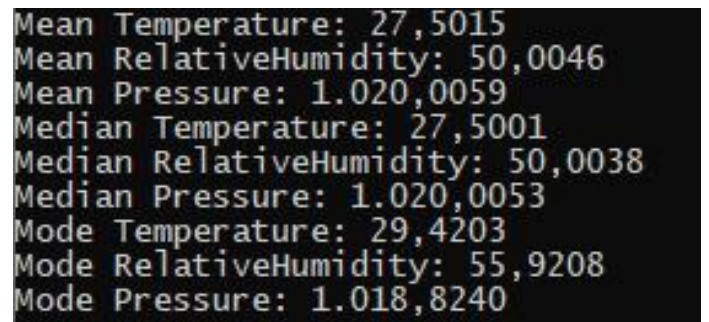 Mean Temperature: 27,5015
Mean RelativeHumidity: 50,0046
Mean Pressure: 1.020,0059
Median Temperature: 27,5001
Median RelativeHumidity: 50,0038
Median Pressure: 1.020,0053
Mode Temperature: 29,4203
Mode RelativeHumidity: 55,9208
Mode Pressure: 1.018,8240